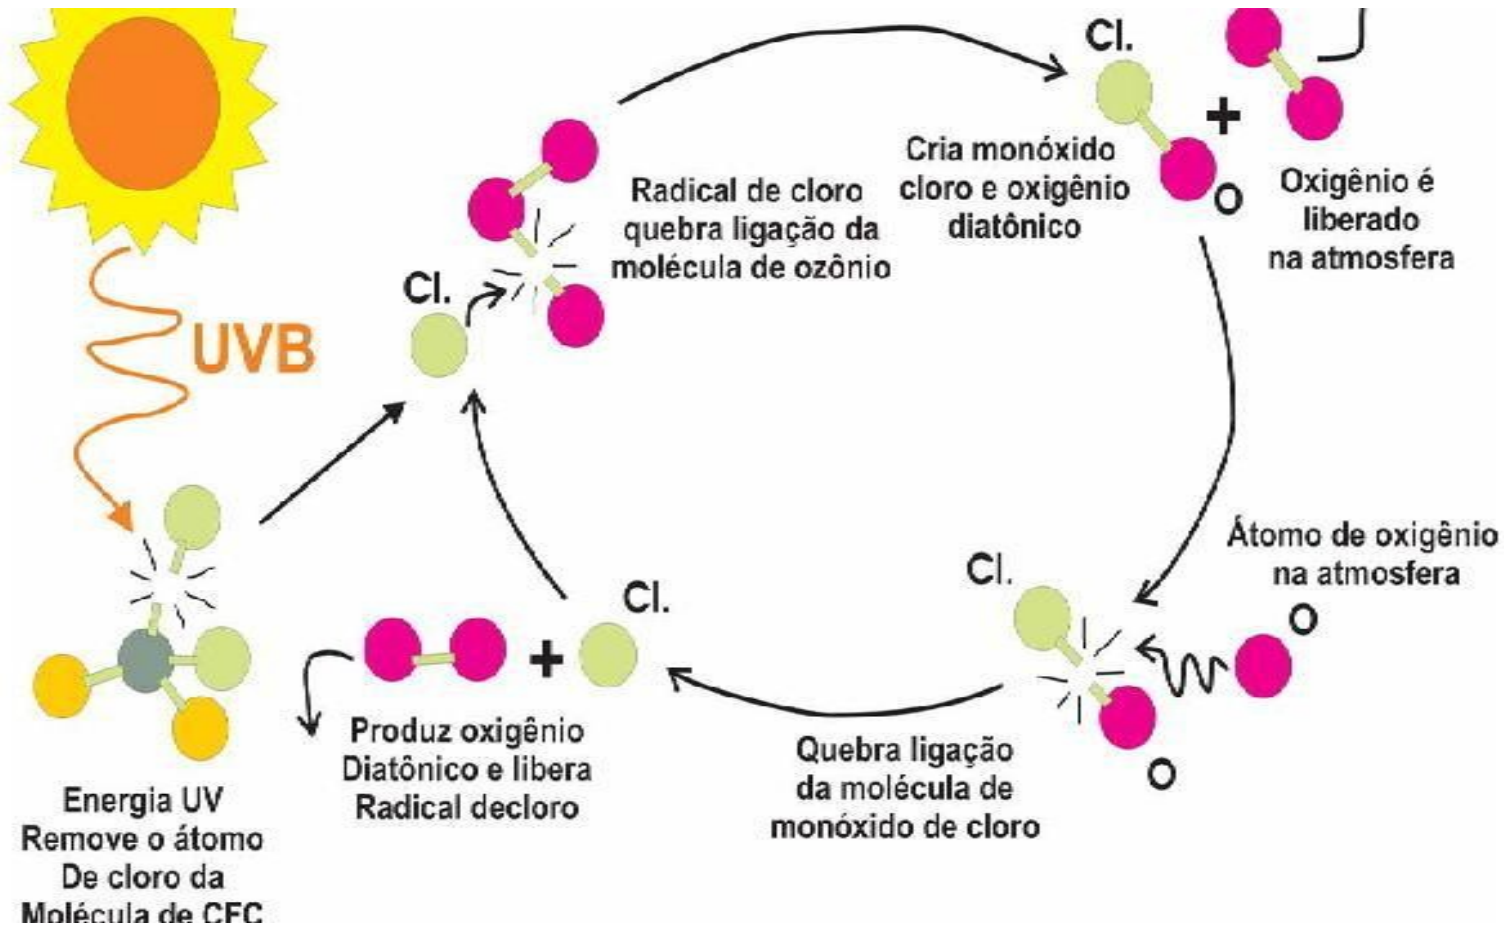 Cl.
Cria monóxido
cloro e oxigênio
diatônico
+
O
Oxigênio é
liberado
na atmosfera
Radical de cloro
quebra ligação da
molécula de ozônio
Cl.
UVB
Átomo de oxigênio
na atmosfera
O
Cl.
O
Quebra ligação
da molécula de
monóxido de cloro
Cl.
+
Produz oxigênio
Diatônico e libera
Radical decloro
Energia UV
Remove o átomo
De cloro da
Molécula de CFC